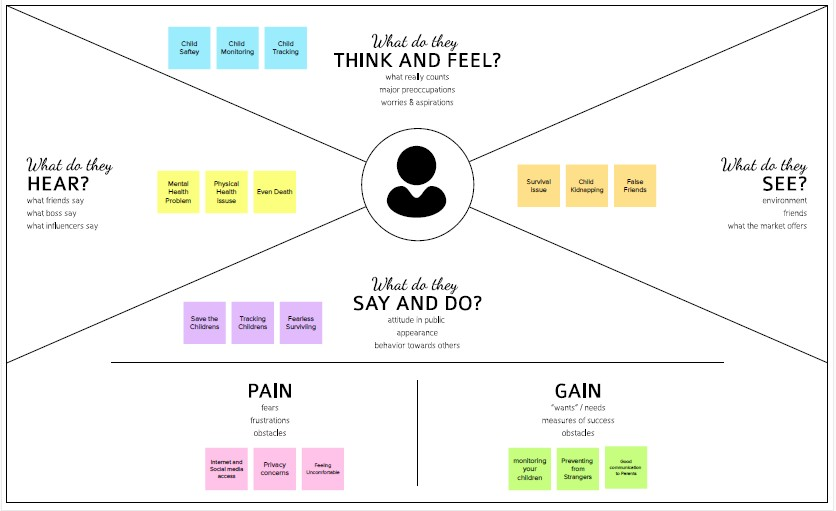 Child
Saftey
Child
Monitoring
Child
Tracking
What do they
THINK AND FEEL?
what really counts
major preoccupations
worries & aspirations
What do they
HEAR?
what friends say
what boss say
what influencers say
Mental
Health
Problem
Physical
Health
issuse
Even Death
Survival
Issue
Child
Kidnapping
False
Friends
What do they
SEE?
environment
friends
what the market offers
What do they
SAY AND DO?
attitude in public
appearance
behavior towards others
Save the
Childrens
Tracking
Childrens
Fearless
Surviving
PAIN
fears
frustrations
obstacles
Internet and
Social media
access
Privacy
concerns
Feeling
Uncomfortable
GAIN
"wants" / needs
measures of success
obstacles
monitoring
your
children
Preventing
from
Strangers
Good
communication
to Parents